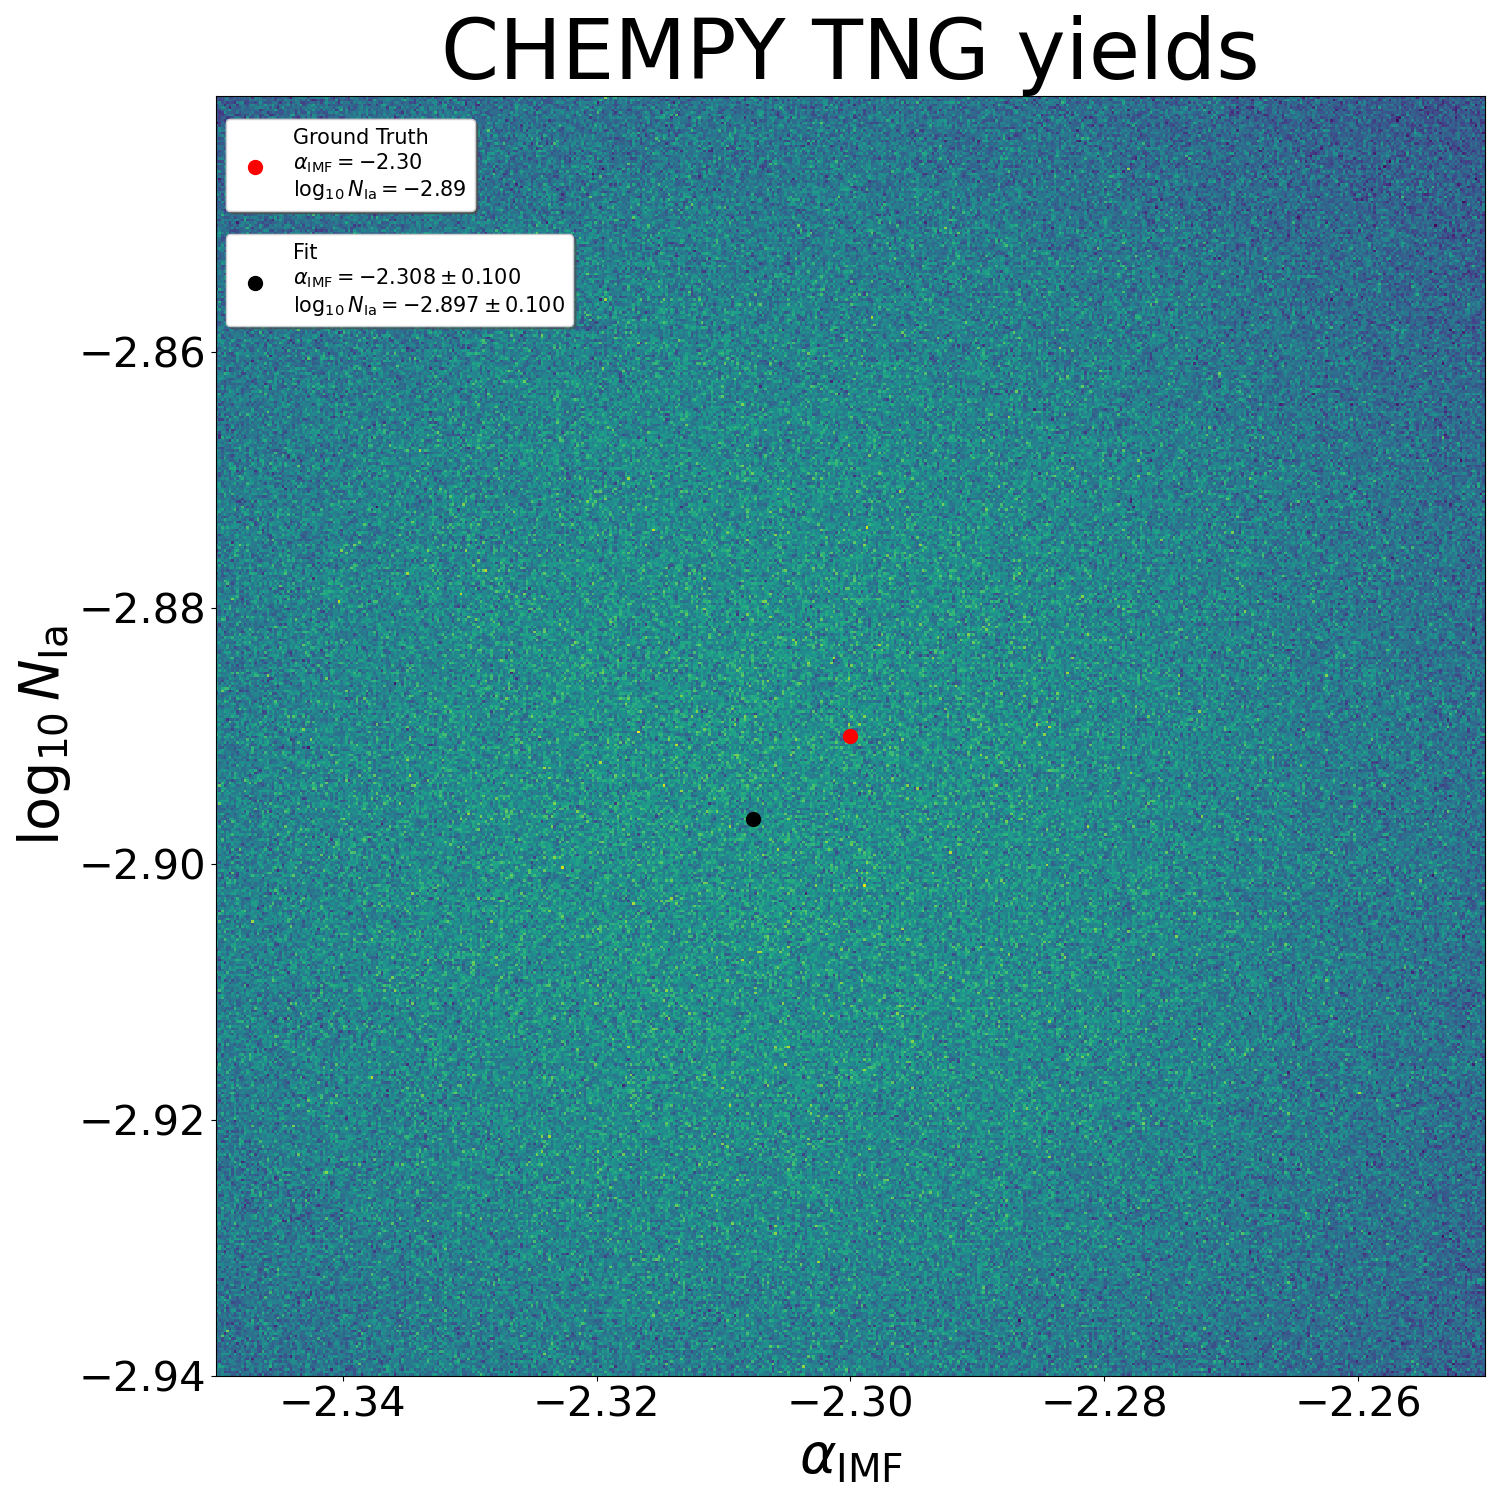 CHEMPY TNG yields
Ground Truth
α_IMF = −2.30
log₁₀ N_Ia = −2.89
Fit
α_IMF = −2.308 ± 0.100
log₁₀ N_Ia = −2.897 ± 0.100
−2.86
−2.88
−2.90
−2.92
−2.94
log₁₀ N_Ia
−2.34 −2.32 −2.30 −2.28 −2.26
α_IMF